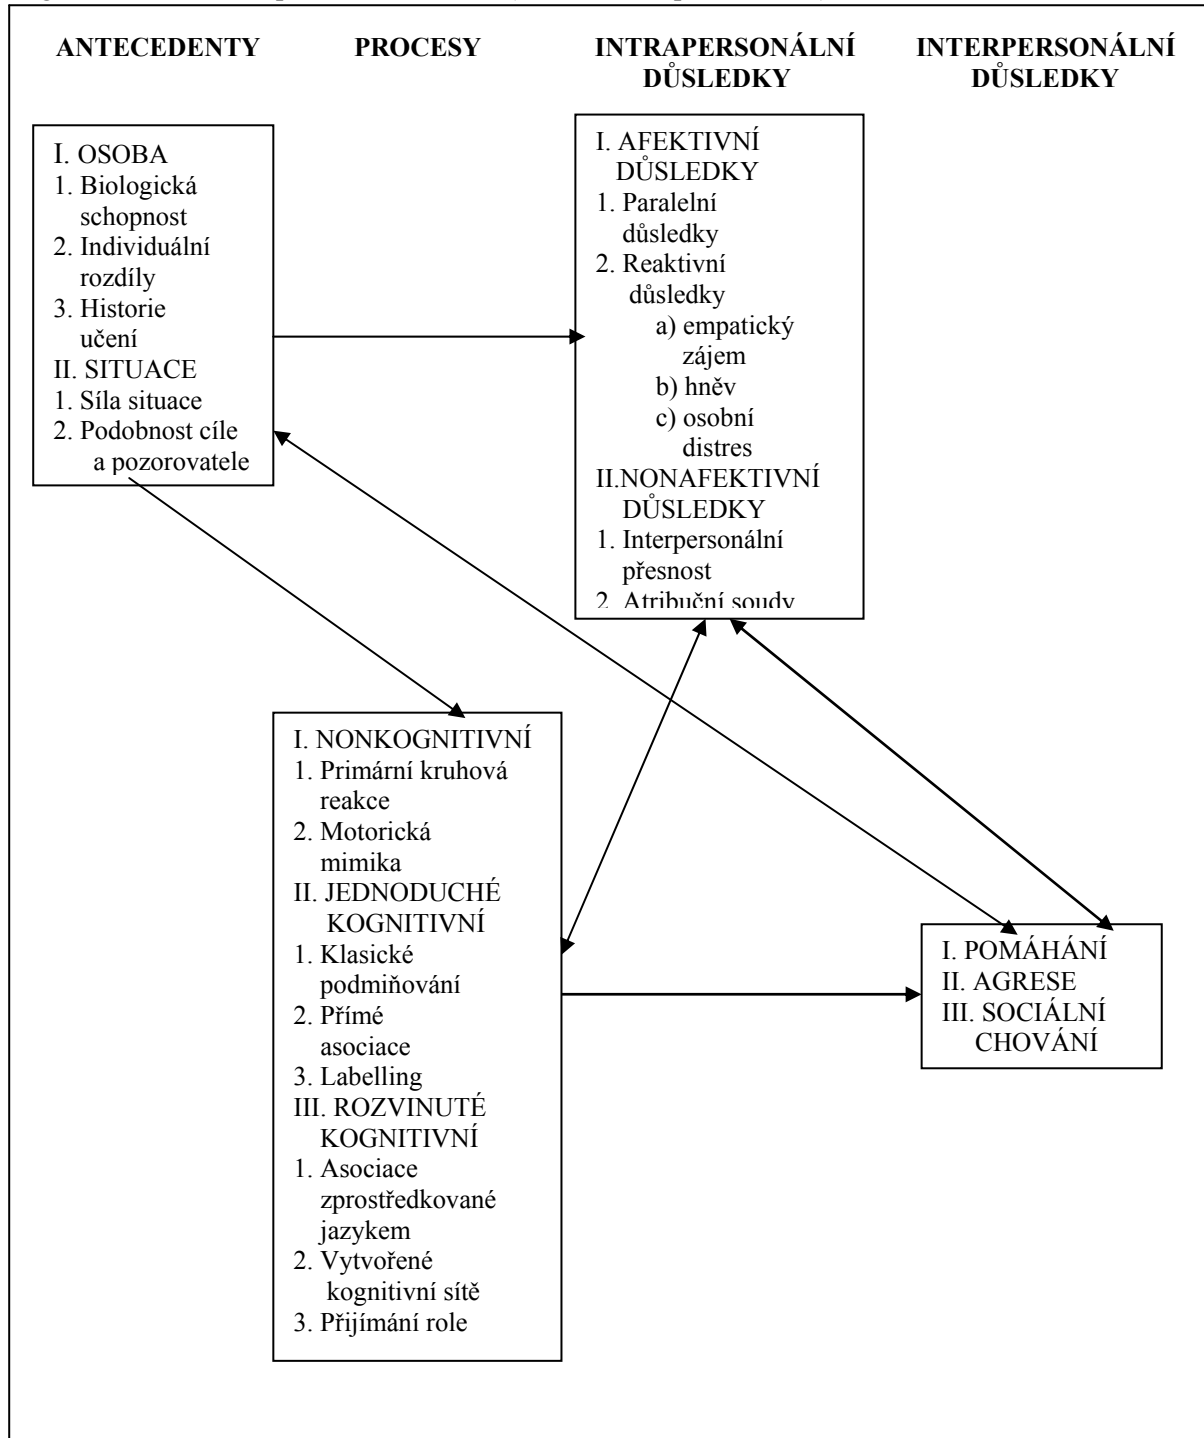 ANTECEDENTY
PROCESY
INTRAPERSONÁLNÍ
DŮSLEDKY
INTERPERSONÁLNÍ
DŮSLEDKY
I. OSOBA
1. Biologická
schopnost
2. Individuální
rozdíly
3. Historie
učení
II. SITUACE
1. Síla situace
2. Podobnost cíle
a pozorovatele
I. AFEKTIVNÍ
DŮSLEDKY
1. Paralelní
důsledky
2. Reaktivní
důsledky
a) empatický
zájem
b) hněv
c) osobní
distres
II.NONAFEKTIVNÍ
DŮSLEDKY
1. Interpersonální
přesnost
2. Atribuční soudy
I. NONKOGNITIVNÍ
1. Primární kruhová
reakce
2. Motorická
mimika
II. JEDNODUCHÉ
KOGNITIVNÍ
1. Klasické
podmiňování
2. Přímé
asociace
3. Labelling
III. ROZVINUTÉ
KOGNITIVNÍ
1. Asociace
zprostředkované
jazykem
2. Vytvořené
kognitivní sítě
3. Přijímání role
I. POMÁHÁNÍ
II. AGRESE
III. SOCIÁLNÍ
CHOVÁNÍ